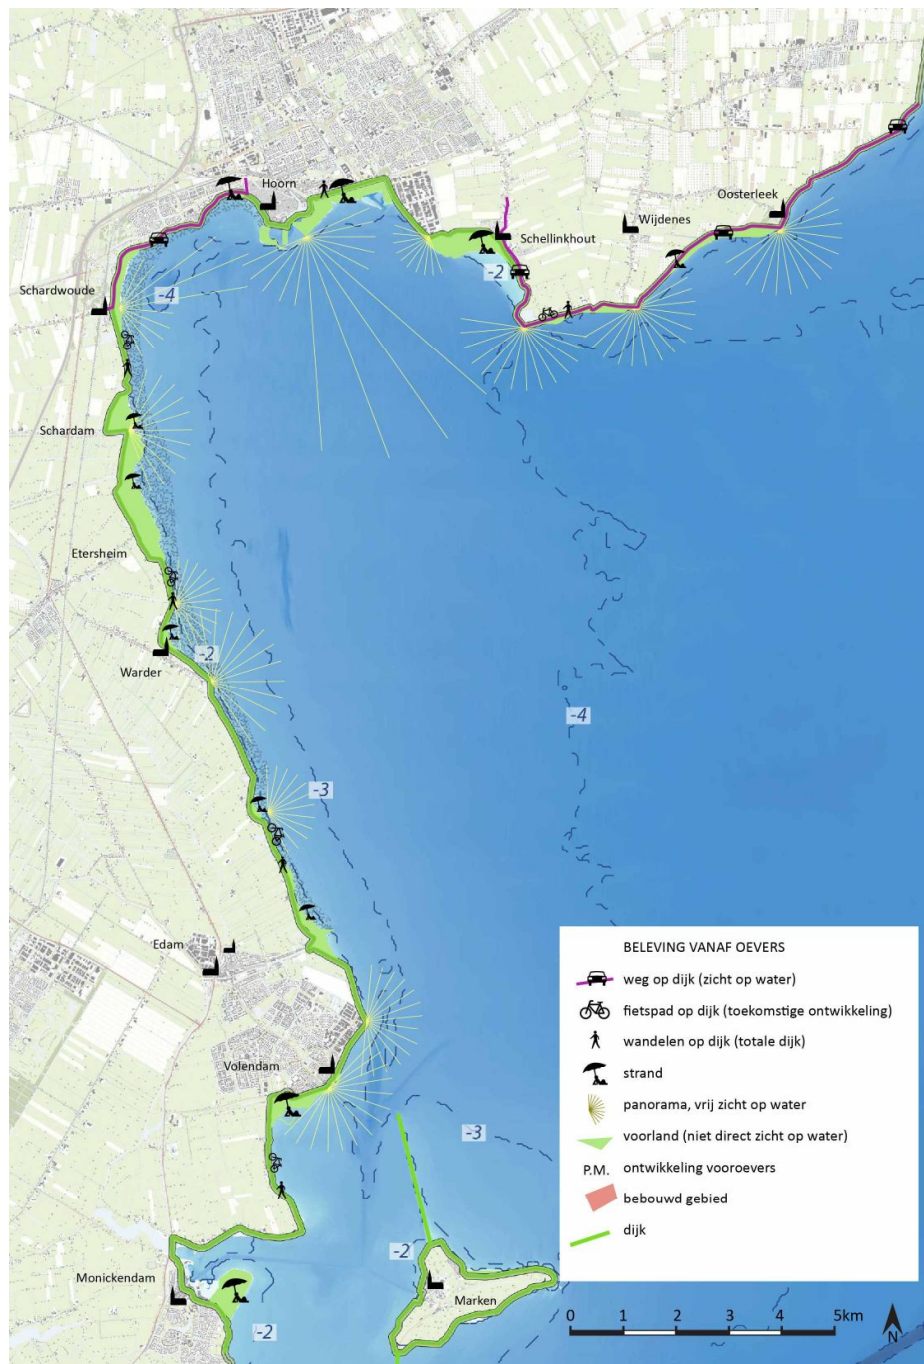 Hoorn
Oosterleek
Wijdenes
Schellinkhout
-2
Schardwoude
-4
Schardam
Etersheim
-2
Warder
-4
-3
Edam
Volendam
-3
-2
Monickendam
Marken
-2
BELEVING VANAF OEVERS
weg op dijk (zicht op water)
fietspad op dijk (toekomstige ontwikkeling)
wandelen op dijk (totale dijk)
strand
panorama, vrij zicht op water
voorland (niet direct zicht op water)
P.M. ontwikkeling vooroevers
bebouwd gebied
dijk
0 1 2 3 4 5km
N